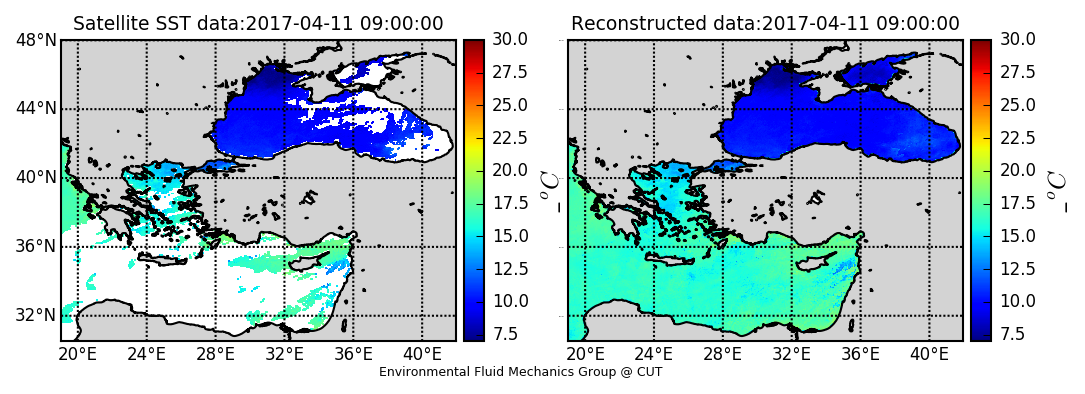 Satellite SST data:2017-04-11 09:00:00
48°N
44°N
40°N
36°N
32°N
20°E 24°E 28°E 32°E 36°E 40°E
30.0
27.5
25.0
22.5
20.0
17.5
15.0
12.5
10.0
7.5
_ °C
Reconstructed data:2017-04-11 09:00:00
20°E 24°E 28°E 32°E 36°E 40°E
30.0
27.5
25.0
22.5
20.0
17.5
15.0
12.5
10.0
7.5
_ °C
Environmental Fluid Mechanics Group @ CUT